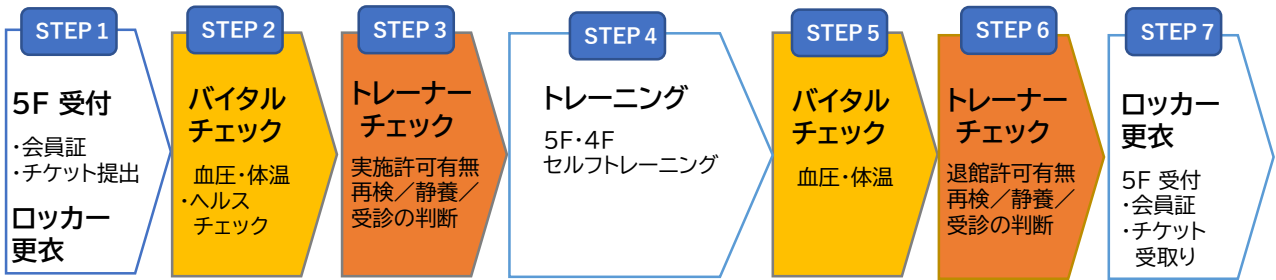 STEP 1
5F 受付
・会員証
・チケット提出
ロッカー
更衣
STEP 2
バイタル
チェック
血圧・体温
・ヘルス
チェック
STEP 3
トレーナー
チェック
実施許可有無
再検／静養／
受診の判断
STEP 4
トレーニング
5F・4F
セルフトレーニング
STEP 5
バイタル
チェック
血圧・体温
STEP 6
トレーナー
チェック
退館許可有無
再検／静養／
受診の判断
STEP 7
ロッカー
更衣
5F 受付
・会員証
・チケット
受取り